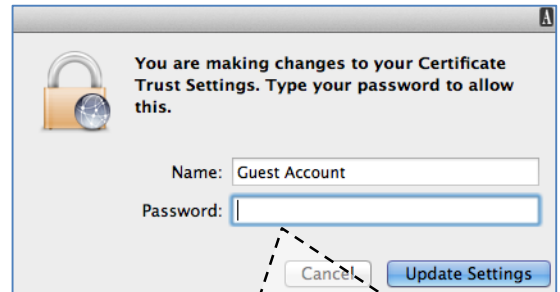 A
You are making changes to your Certificate
Trust Settings. Type your password to allow
this.
Name: Guest Account
Password:
Cancel Update Settings